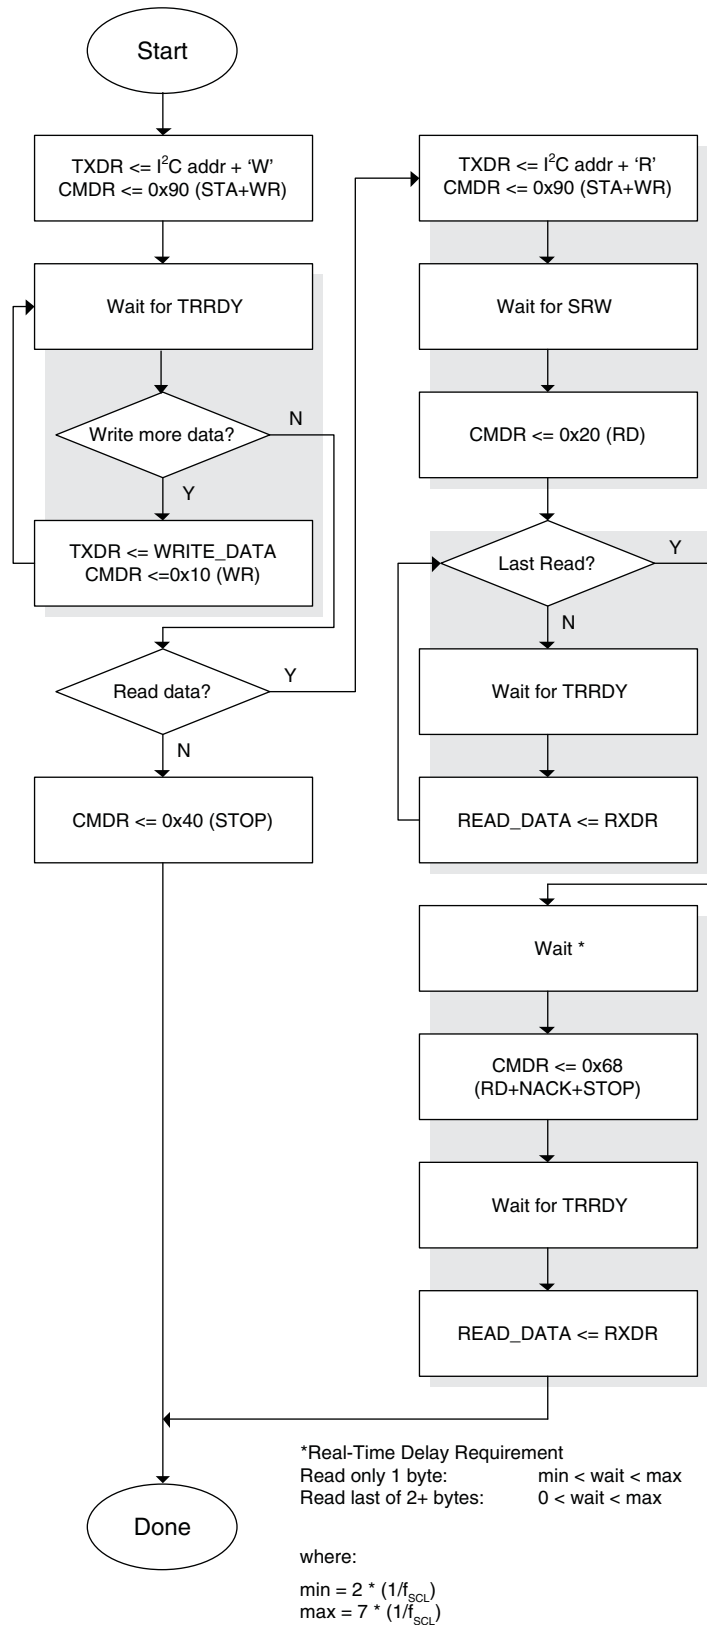 Start
TXDR <= I²C addr + ‘W’
CMDR <= 0x90 (STA+WR)
Wait for TRRDY
Write more data?
N
Y
TXDR <= WRITE_DATA
CMDR <=0x10 (WR)
Read data?
Y
N
CMDR <= 0x40 (STOP)
TXDR <= I²C addr + ‘R’
CMDR <= 0x90 (STA+WR)
Wait for SRW
CMDR <= 0x20 (RD)
Last Read?
Y
N
Wait for TRRDY
READ_DATA <= RXDR
Wait *
CMDR <= 0x68
(RD+NACK+STOP)
Wait for TRRDY
READ_DATA <= RXDR
Done
*Real-Time Delay Requirement
Read only 1 byte: min < wait < max
Read last of 2+ bytes: 0 < wait < max
where:
min = 2 * (1/fSCL)
max = 7 * (1/fSCL)